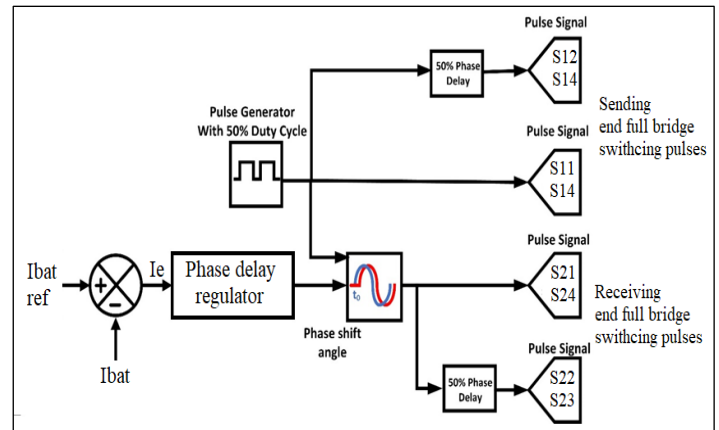 Pulse Signal
S12
S14
50% Phase
Delay
Sending
end full bridge
swithcing pulses
Pulse Generator
With 50% Duty Cycle
Pulse Signal
S11
S14
Pulse Signal
S21
S24
Receiving
end full bridge
swithcing pulses
Ibat
ref
+
-
Ie
Phase delay
regulator
t₀
Phase shift
angle
Ibat
50% Phase
Delay
Pulse Signal
S22
S23